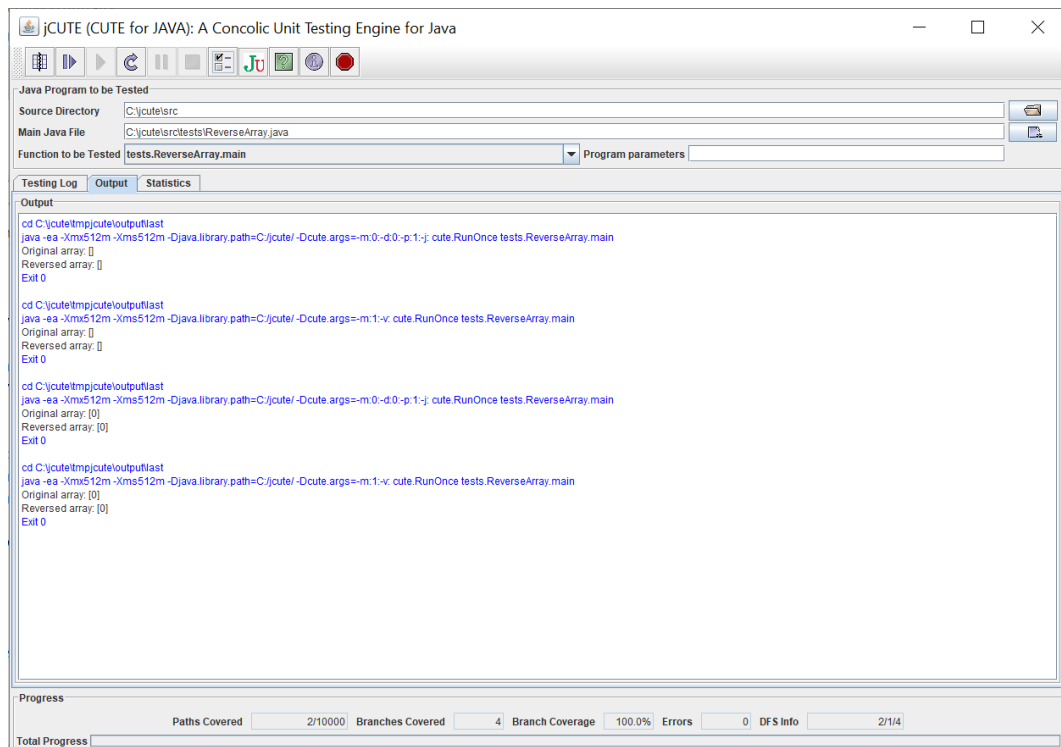 jCUTE (CUTE for JAVA): A Concolic Unit Testing Engine for Java
JU ?
Java Program to be Tested
Source Directory C:\jcute\src
Main Java File C:\jcute\src\tests\ReverseArray.java
Function to be Tested tests.ReverseArray.main Program parameters
Testing Log Output Statistics
Output
cd C:\jcute\tmpjcute\output\last
java -ea -Xmx512m -Xms512m -Djava.library.path=C:/jcute/ -Dcute.args=-m:0:-d:0:-p:1:-j: cute.RunOnce tests.ReverseArray.main
Original array: []
Reversed array: []
Exit 0
cd C:\jcute\tmpjcute\output\last
java -ea -Xmx512m -Xms512m -Djava.library.path=C:/jcute/ -Dcute.args=-m:1:-v: cute.RunOnce tests.ReverseArray.main
Original array: []
Reversed array: []
Exit 0
cd C:\jcute\tmpjcute\output\last
java -ea -Xmx512m -Xms512m -Djava.library.path=C:/jcute/ -Dcute.args=-m:0:-d:0:-p:1:-j: cute.RunOnce tests.ReverseArray.main
Original array: [0]
Reversed array: [0]
Exit 0
cd C:\jcute\tmpjcute\output\last
java -ea -Xmx512m -Xms512m -Djava.library.path=C:/jcute/ -Dcute.args=-m:1:-v: cute.RunOnce tests.ReverseArray.main
Original array: [0]
Reversed array: [0]
Exit 0
Progress
Paths Covered 2/10000 Branches Covered 4 Branch Coverage 100.0% Errors 0 DFS Info 2/1/4
Total Progress